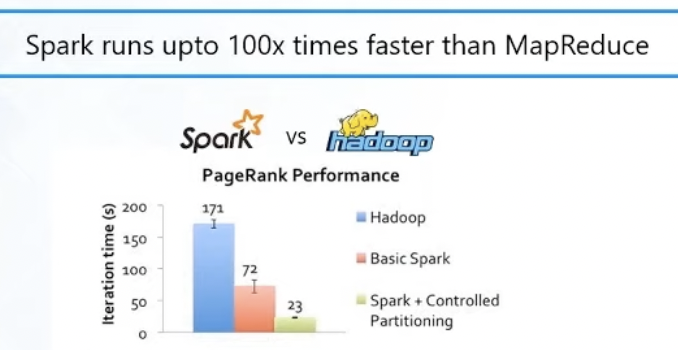 Spark runs upto 100x times faster than MapReduce
Spark vs hadoop
PageRank Performance
Iteration time (s)
200
150
100
50
0
171
72
23
Hadoop
Basic Spark
Spark + Controlled
Partitioning